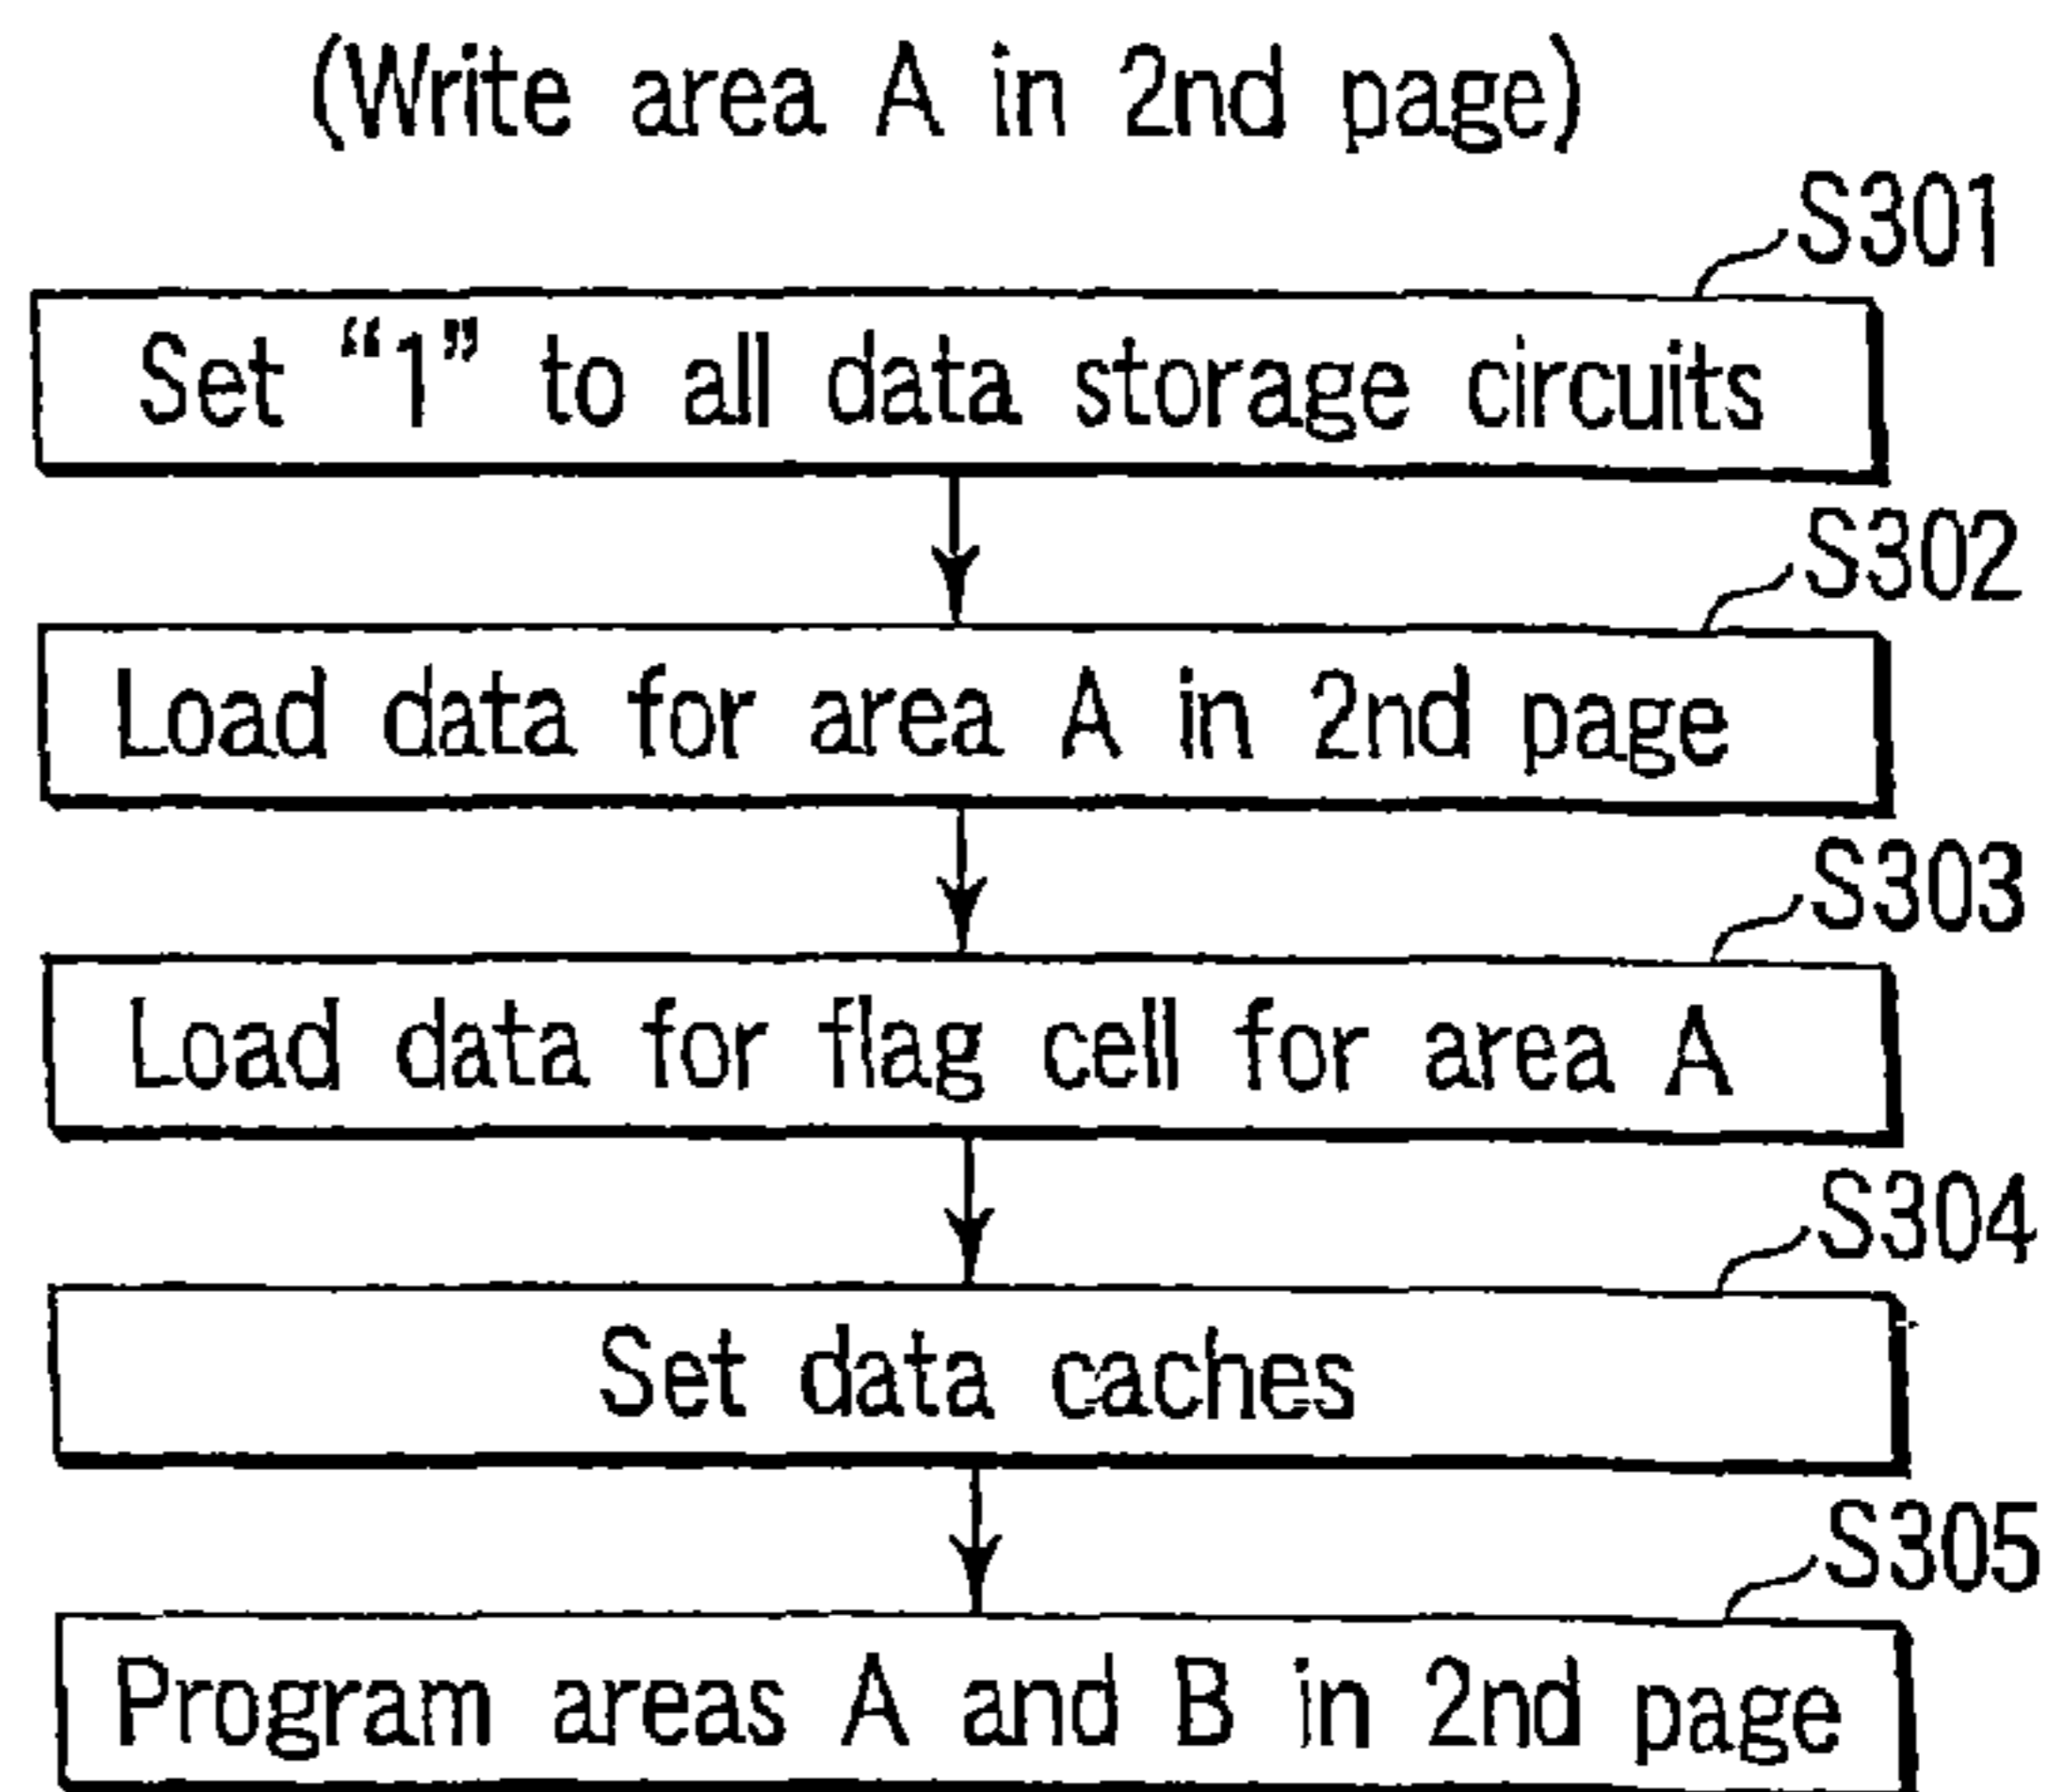 (Write area A in 2nd page)
S301
Set “1” to all data storage circuits
S302
Load data for area A in 2nd page
S303
Load data for flag cell for area A
S304
Set data caches
S305
Program areas A and B in 2nd page